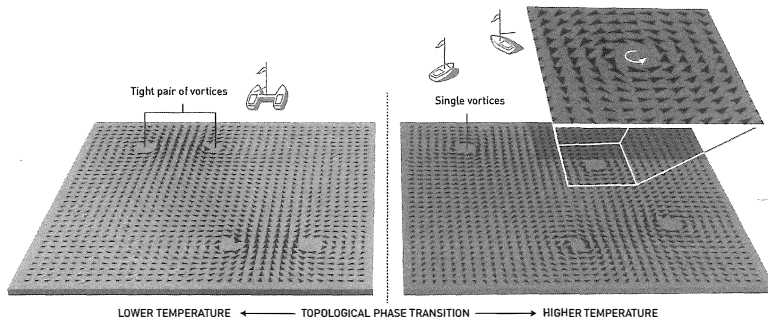 Tight pair of vortices
Single vortices
LOWER TEMPERATURE
TOPOLOGICAL PHASE TRANSITION
HIGHER TEMPERATURE